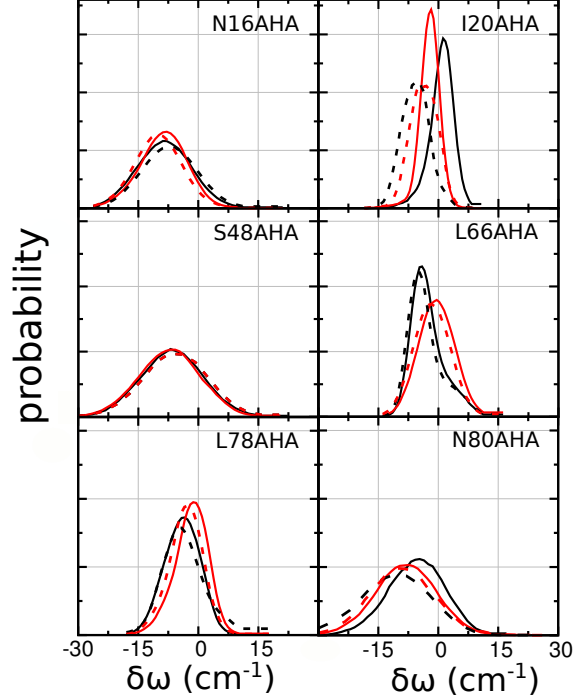 N16AHA
I20AHA
S48AHA
L66AHA
L78AHA
N80AHA
probability
-30 -15 0 15
-15 0 15 30
δω (cm⁻¹)
δω (cm⁻¹)